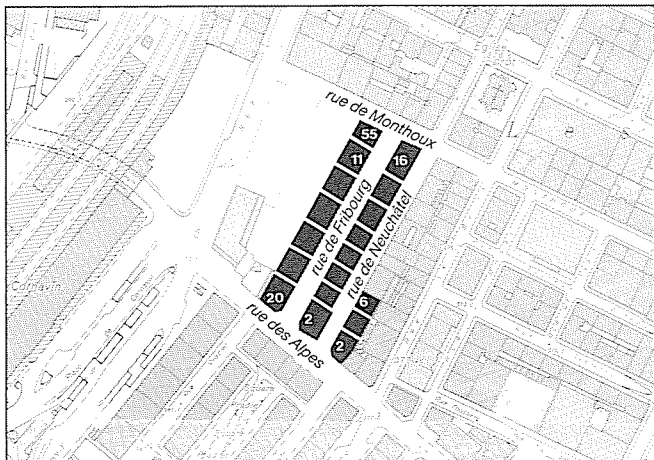 rue de Monthoux
55
11
16
rue de Fribourg
rue de Neuchâtel
6
20
2
2
rue des Alpes
Cornavin